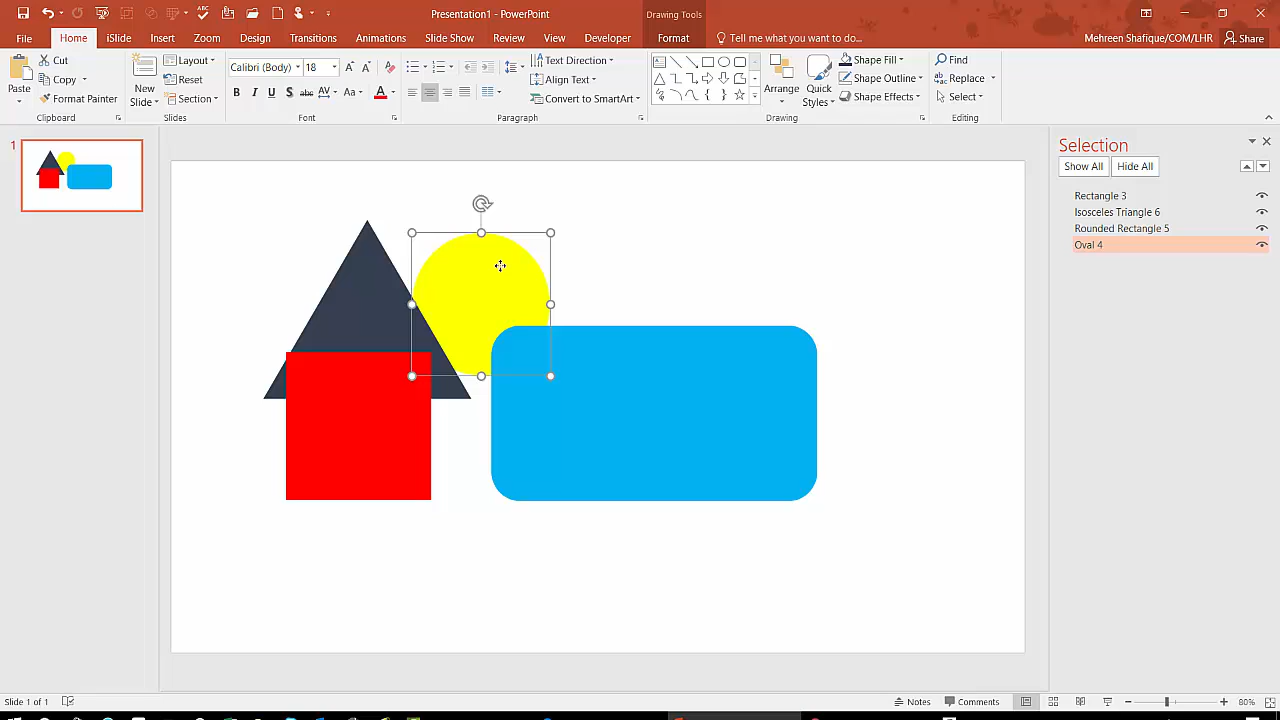 Presentation1 - PowerPoint
Drawing Tools
File Home iSlide Insert Zoom Design Transitions Animations Slide Show Review View Developer Format Tell me what you want to do... Mehreen Shafique/COM/LHR Share
Paste
Cut
Copy
Format Painter
Clipboard
New
Slide
Layout
Reset
Section
Slides
Calibri (Body) 18
B I U S abc AV Aa A
Font
Text Direction
Align Text
Convert to SmartArt
Paragraph
Arrange
Quick
Styles
Shape Fill
Shape Outline
Shape Effects
Drawing
Find
Replace
Select
Editing
1
Selection
Show All Hide All
Rectangle 3
Isosceles Triangle 6
Rounded Rectangle 5
Oval 4
Slide 1 of 1
Notes Comments 80%